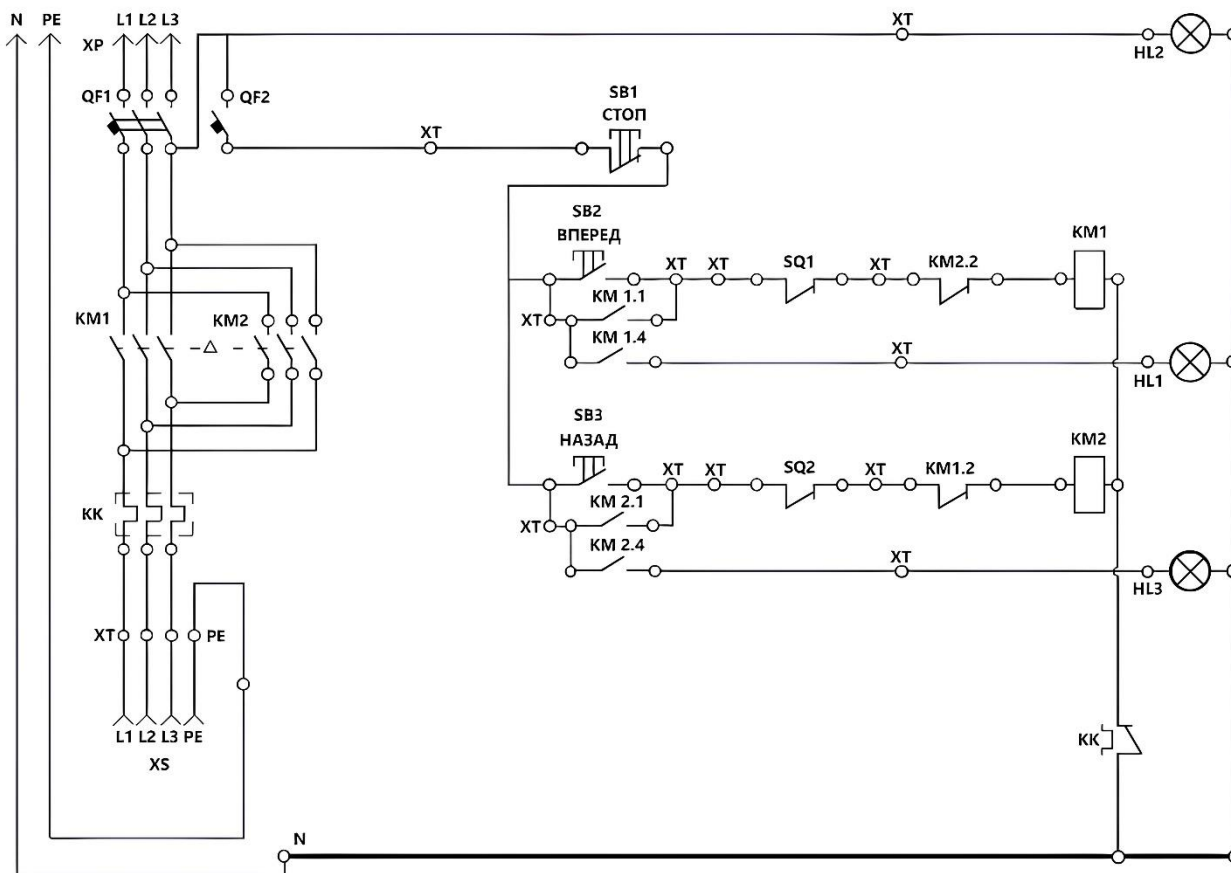 N PE L1 L2 L3 XT
XP
HL2
QF1 QF2 SB1
СТОП
XT
SB2
ВПЕРЕД KM1
XT XT SQ1 XT KM2.2
KM 1.1
KM1 KM2 XT
KM 1.4 XT
HL1
SB3
НАЗАД KM2
XT XT SQ2 XT KM1.2
KK KM 2.1
XT
KM 2.4 XT
HL3
XT PE
L1 L2 L3 PE KK
XS
N